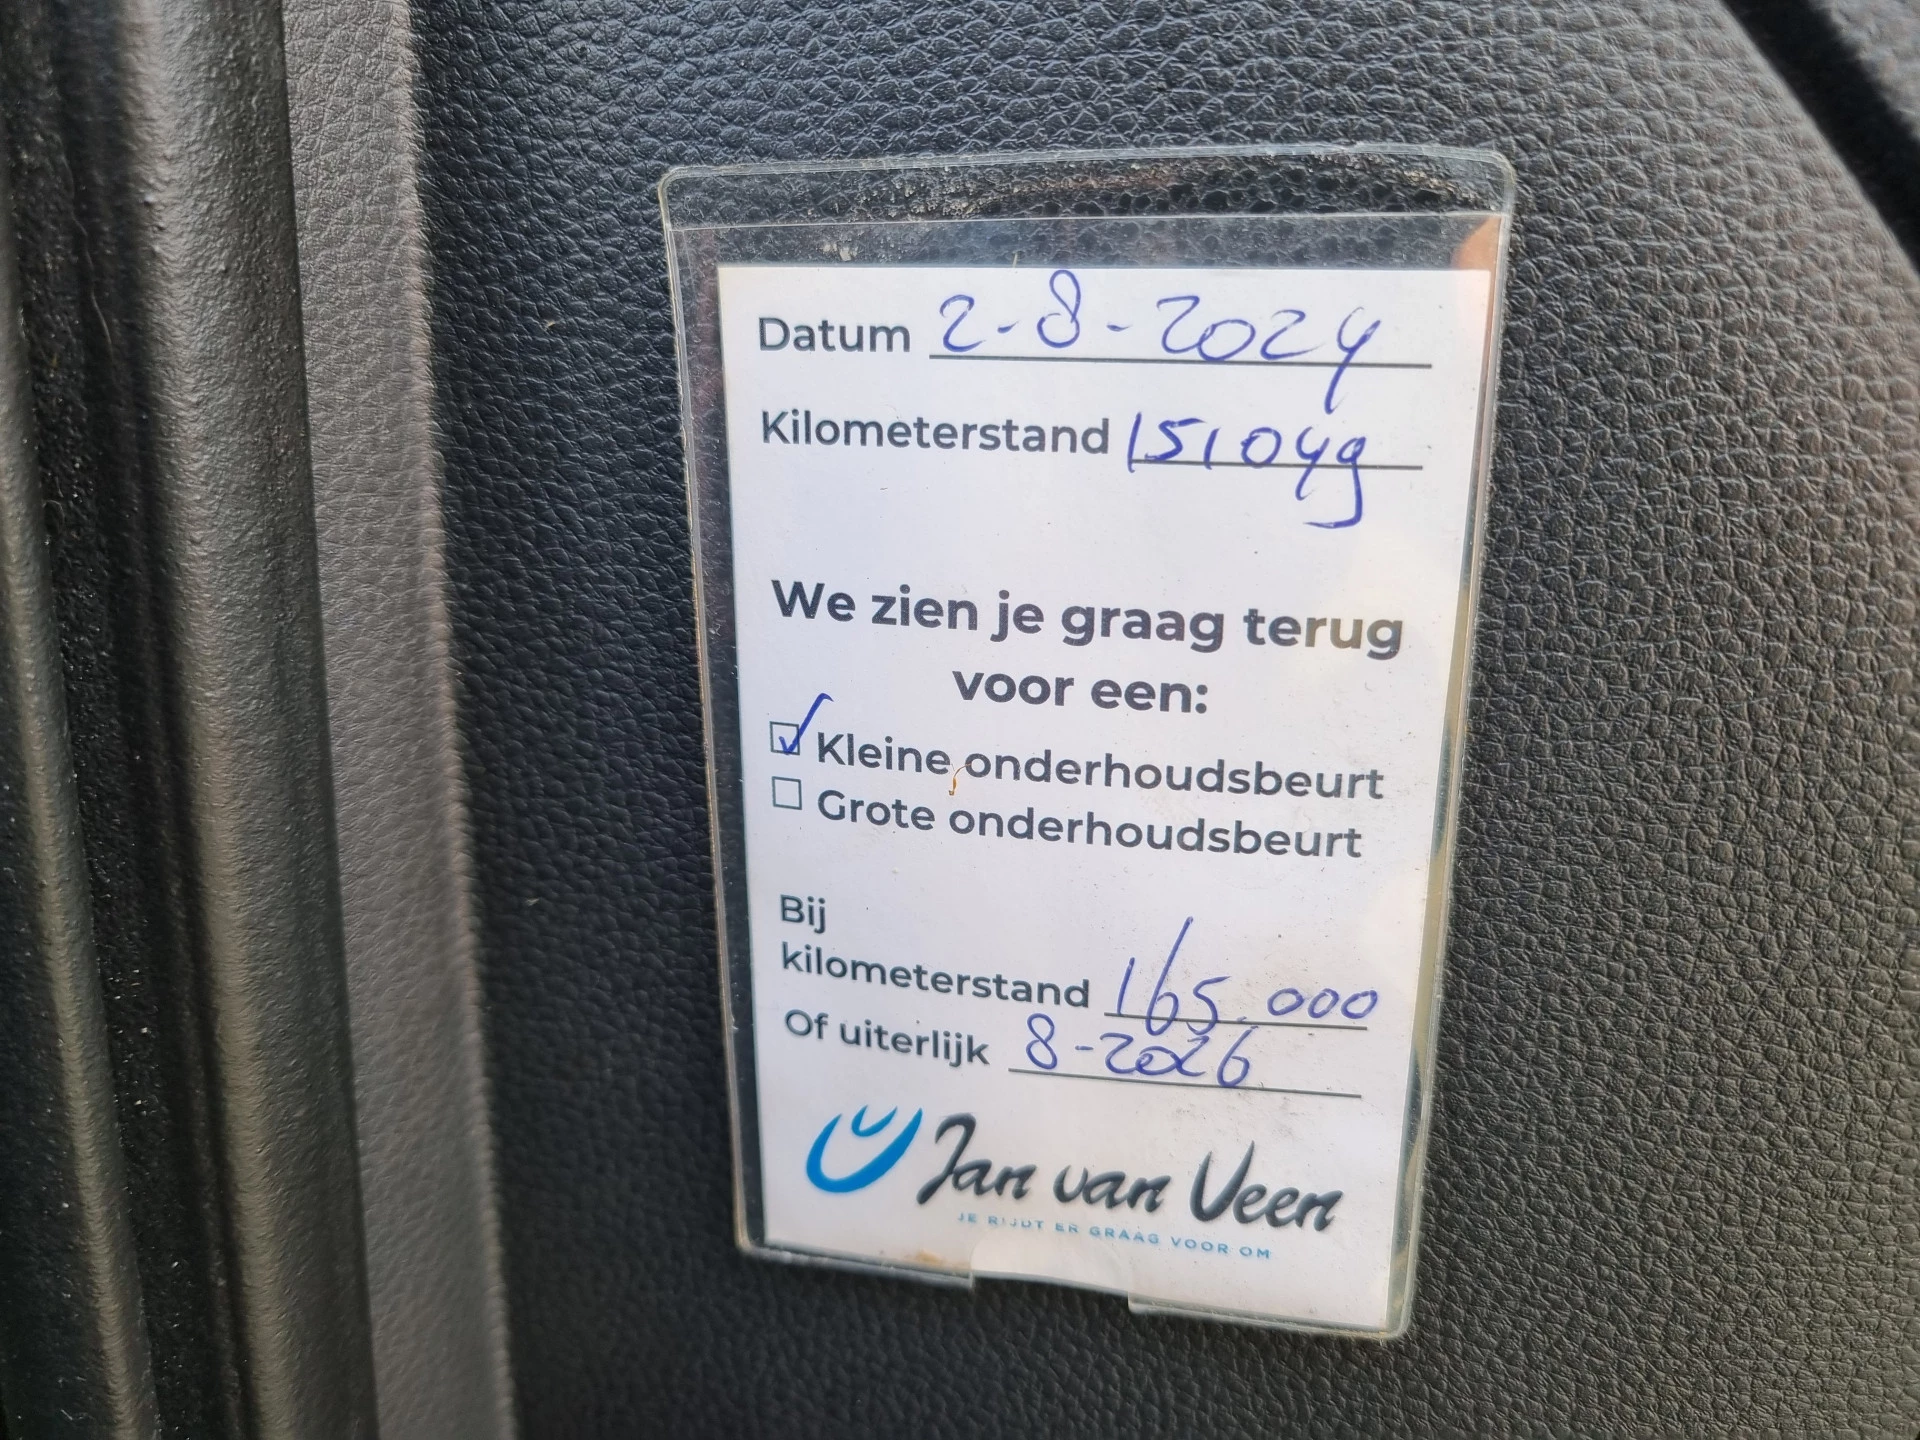 Datum 2-8-2024
Kilometerstand 151049
We zien je graag terug
voor een:
Kleine onderhoudsbeurt
Grote onderhoudsbeurt
Bij
kilometerstand 165.000
Of uiterlijk 8-2026
Jan van Veen
JE RIJDT ER GRAAG VOOR OM